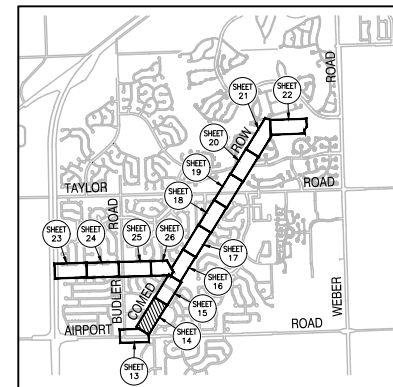 SHEET
22
SHEET
21
SHEET
20
SHEET
19
SHEET
18
SHEET
17
SHEET
16
SHEET
15
SHEET
14
SHEET
13
SHEET
23
SHEET
24
SHEET
25
SHEET
26
ROW
ROAD
TAYLOR
ROAD
ROAD
BUDLER
COMED
WEBER
AIRPORT
ROAD